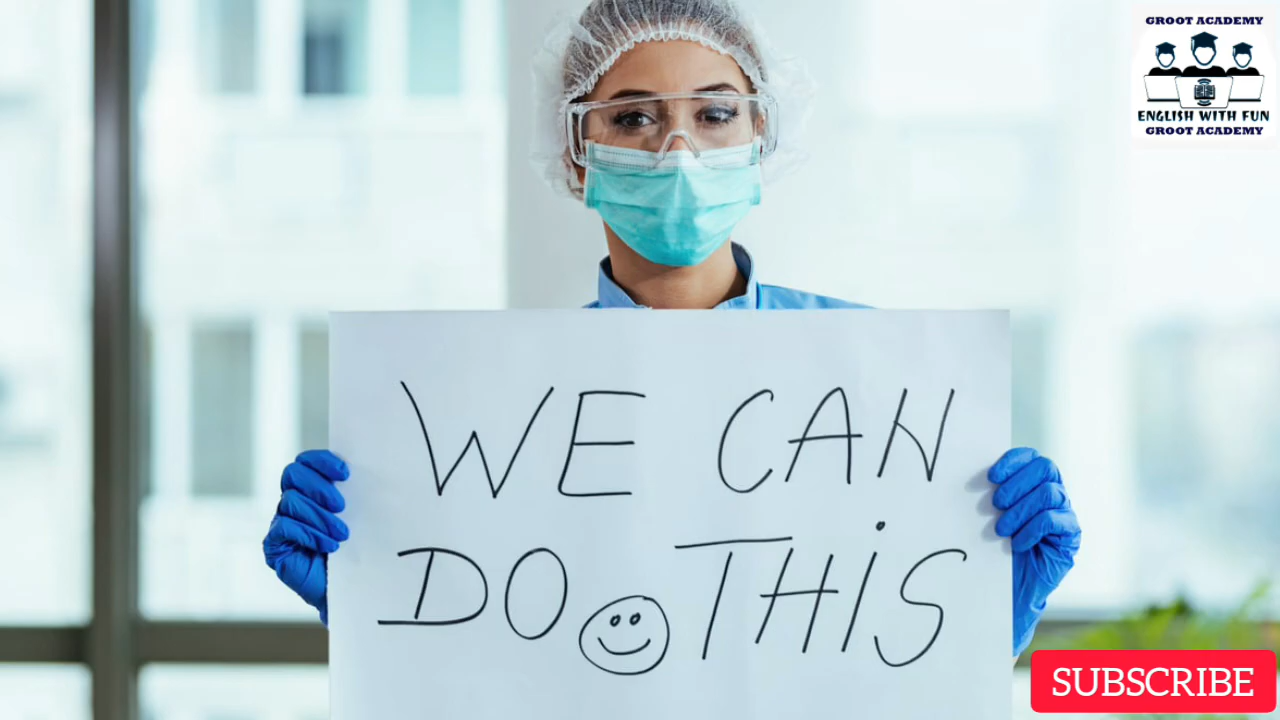 GROOT ACADEMY
ENGLISH WITH FUN
GROOT ACADEMY
WE CAN
DO THIS
SUBSCRIBE